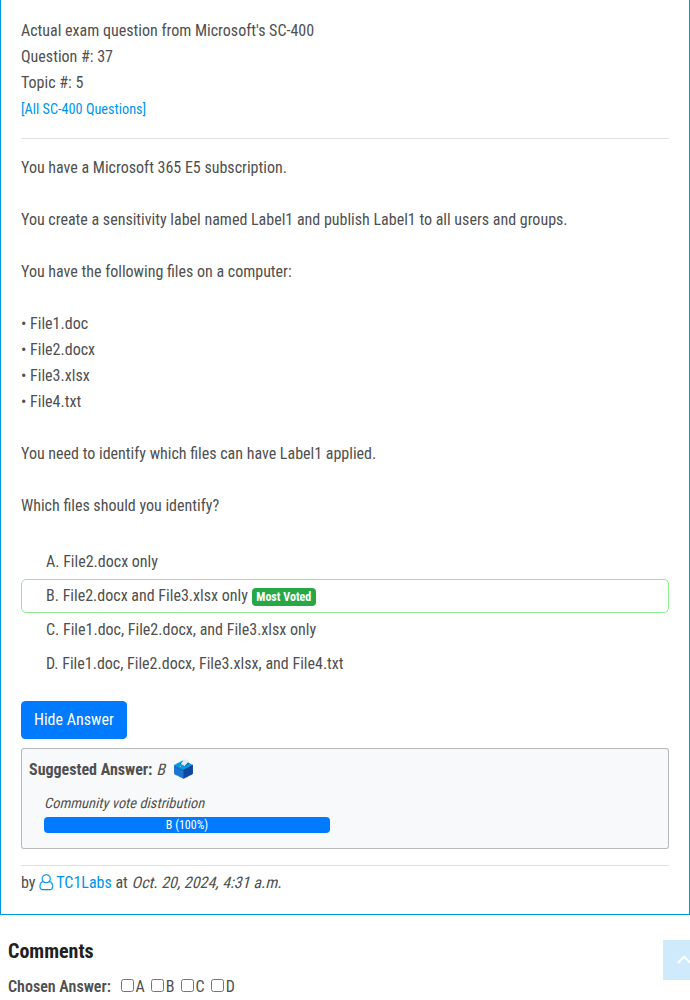 Actual exam question from Microsoft's SC-400
Question #: 37
Topic #: 5
[All SC-400 Questions]
You have a Microsoft 365 E5 subscription.
You create a sensitivity label named Label1 and publish Label1 to all users and groups.
You have the following files on a computer:
• File1.doc
• File2.docx
• File3.xlsx
• File4.txt
You need to identify which files can have Label1 applied.
Which files should you identify?
A. File2.docx only
B. File2.docx and File3.xlsx only Most Voted
C. File1.doc, File2.docx, and File3.xlsx only
D. File1.doc, File2.docx, File3.xlsx, and File4.txt
Hide Answer
Suggested Answer: B
Community vote distribution
B (100%)
by TC1Labs at Oct. 20, 2024, 4:31 a.m.
Comments
Chosen Answer: A B C D